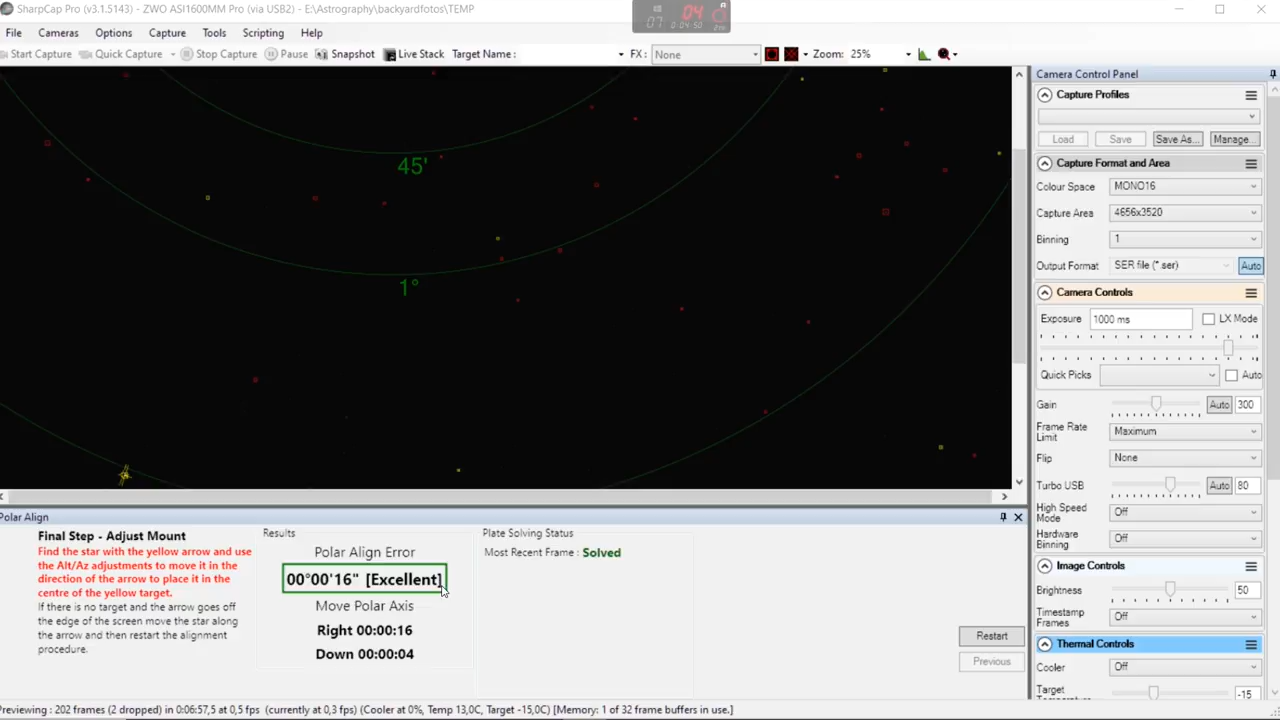 SharpCap Pro (v3.1.5143) - ZWO ASI1600MM Pro (via USB2) - E:\Astrography\backyardfotos\TEMP
07 04 0:04:50
File Cameras Options Capture Tools Scripting Help
Start Capture Quick Capture Stop Capture Pause Snapshot Live Stack Target Name: FX: None Zoom: 25%
45'
1°
Camera Control Panel
Capture Profiles
Load Save Save As... Manage...
Capture Format and Area
Colour Space MONO16
Capture Area 4656x3520
Binning 1
Output Format SER file (*.ser) Auto
Camera Controls
Exposure 1000 ms LX Mode
Quick Picks Auto
Gain Auto 300
Frame Rate
Limit Maximum
Flip None
Turbo USB Auto 80
High Speed
Mode Off
Hardware
Binning Off
Image Controls
Brightness 50
Timestamp
Frames Off
Thermal Controls
Cooler Off
Target
-15
Polar Align
Final Step - Adjust Mount
Find the star with the yellow arrow and use
the Alt/Az adjustments to move it in the
direction of the arrow to place it in the
centre of the yellow target.
If there is no target and the arrow goes off
the edge of the screen move the star along
the arrow and then restart the alignment
procedure.
Results
Polar Align Error
00°00'16" [Excellent]
Move Polar Axis
Right 00:00:16
Down 00:00:04
Plate Solving Status
Most Recent Frame : Solved
Restart
Previous
Previewing : 202 frames (2 dropped) in 0:06:57,5 at 0,5 fps (currently at 0,3 fps) (Cooler at 0%, Temp 13,0C, Target -15,0C) [Memory: 1 of 32 frame buffers in use.]